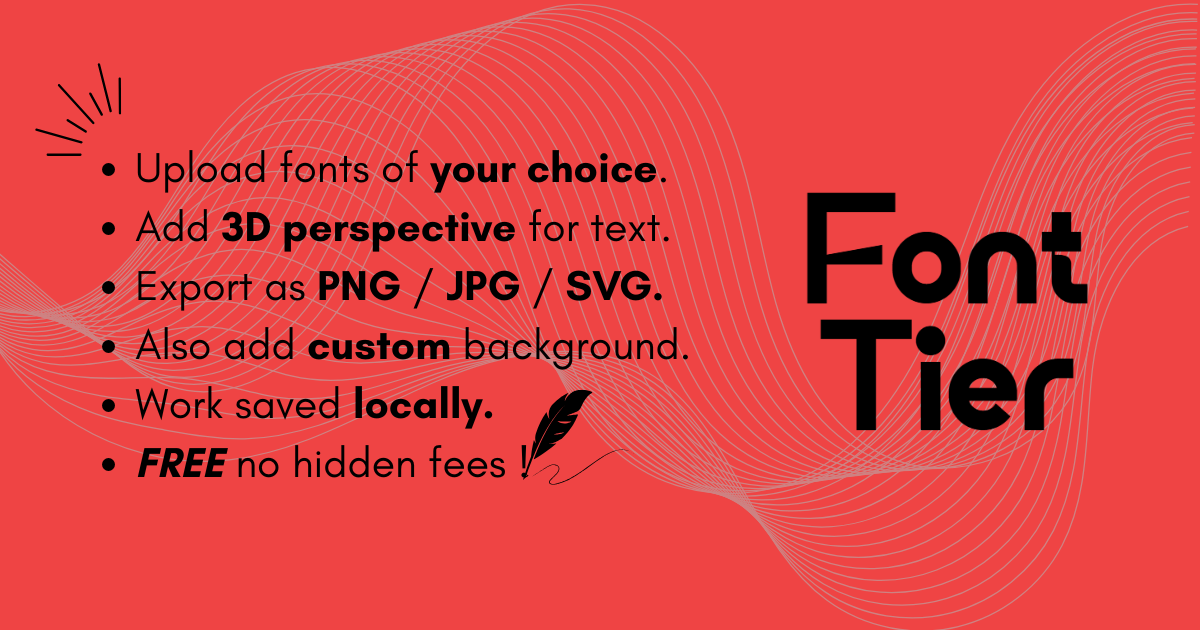 Upload fonts of your choice.
Add 3D perspective for text.
Export as PNG / JPG / SVG.
Also add custom background.
Work saved locally.
FREE no hidden fees !
Font
Tier